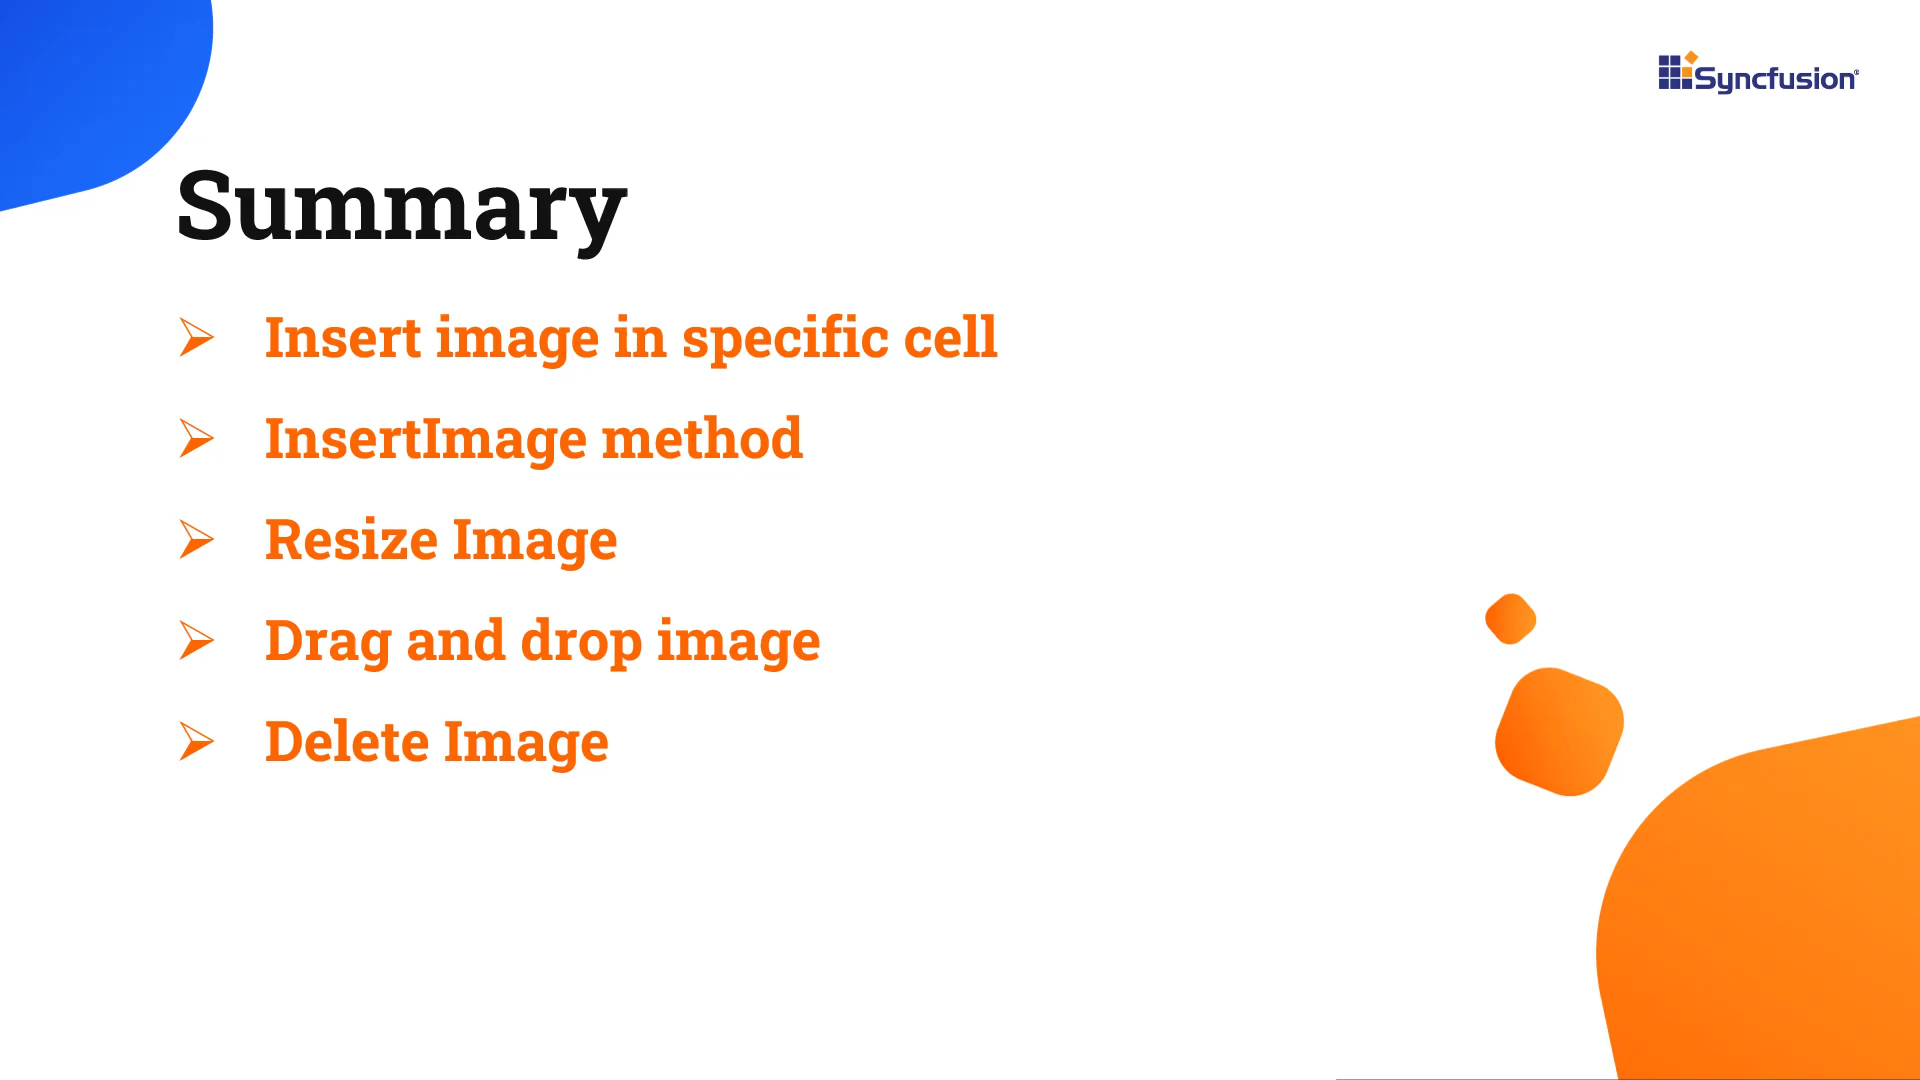 Syncfusion®
Summary
➢ Insert image in specific cell
➢ InsertImage method
➢ Resize Image
➢ Drag and drop image
➢ Delete Image